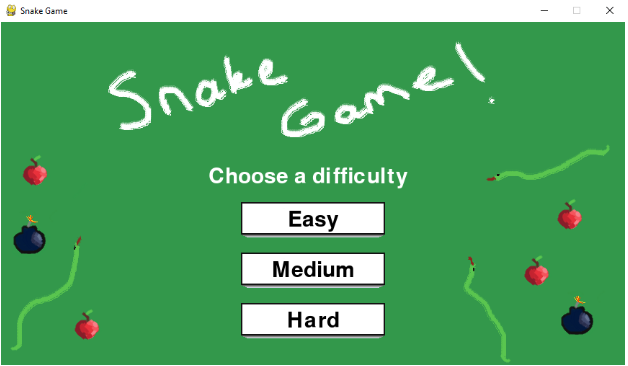 Snake Game
Snake
Game!
Choose a difficulty
Easy
Medium
Hard